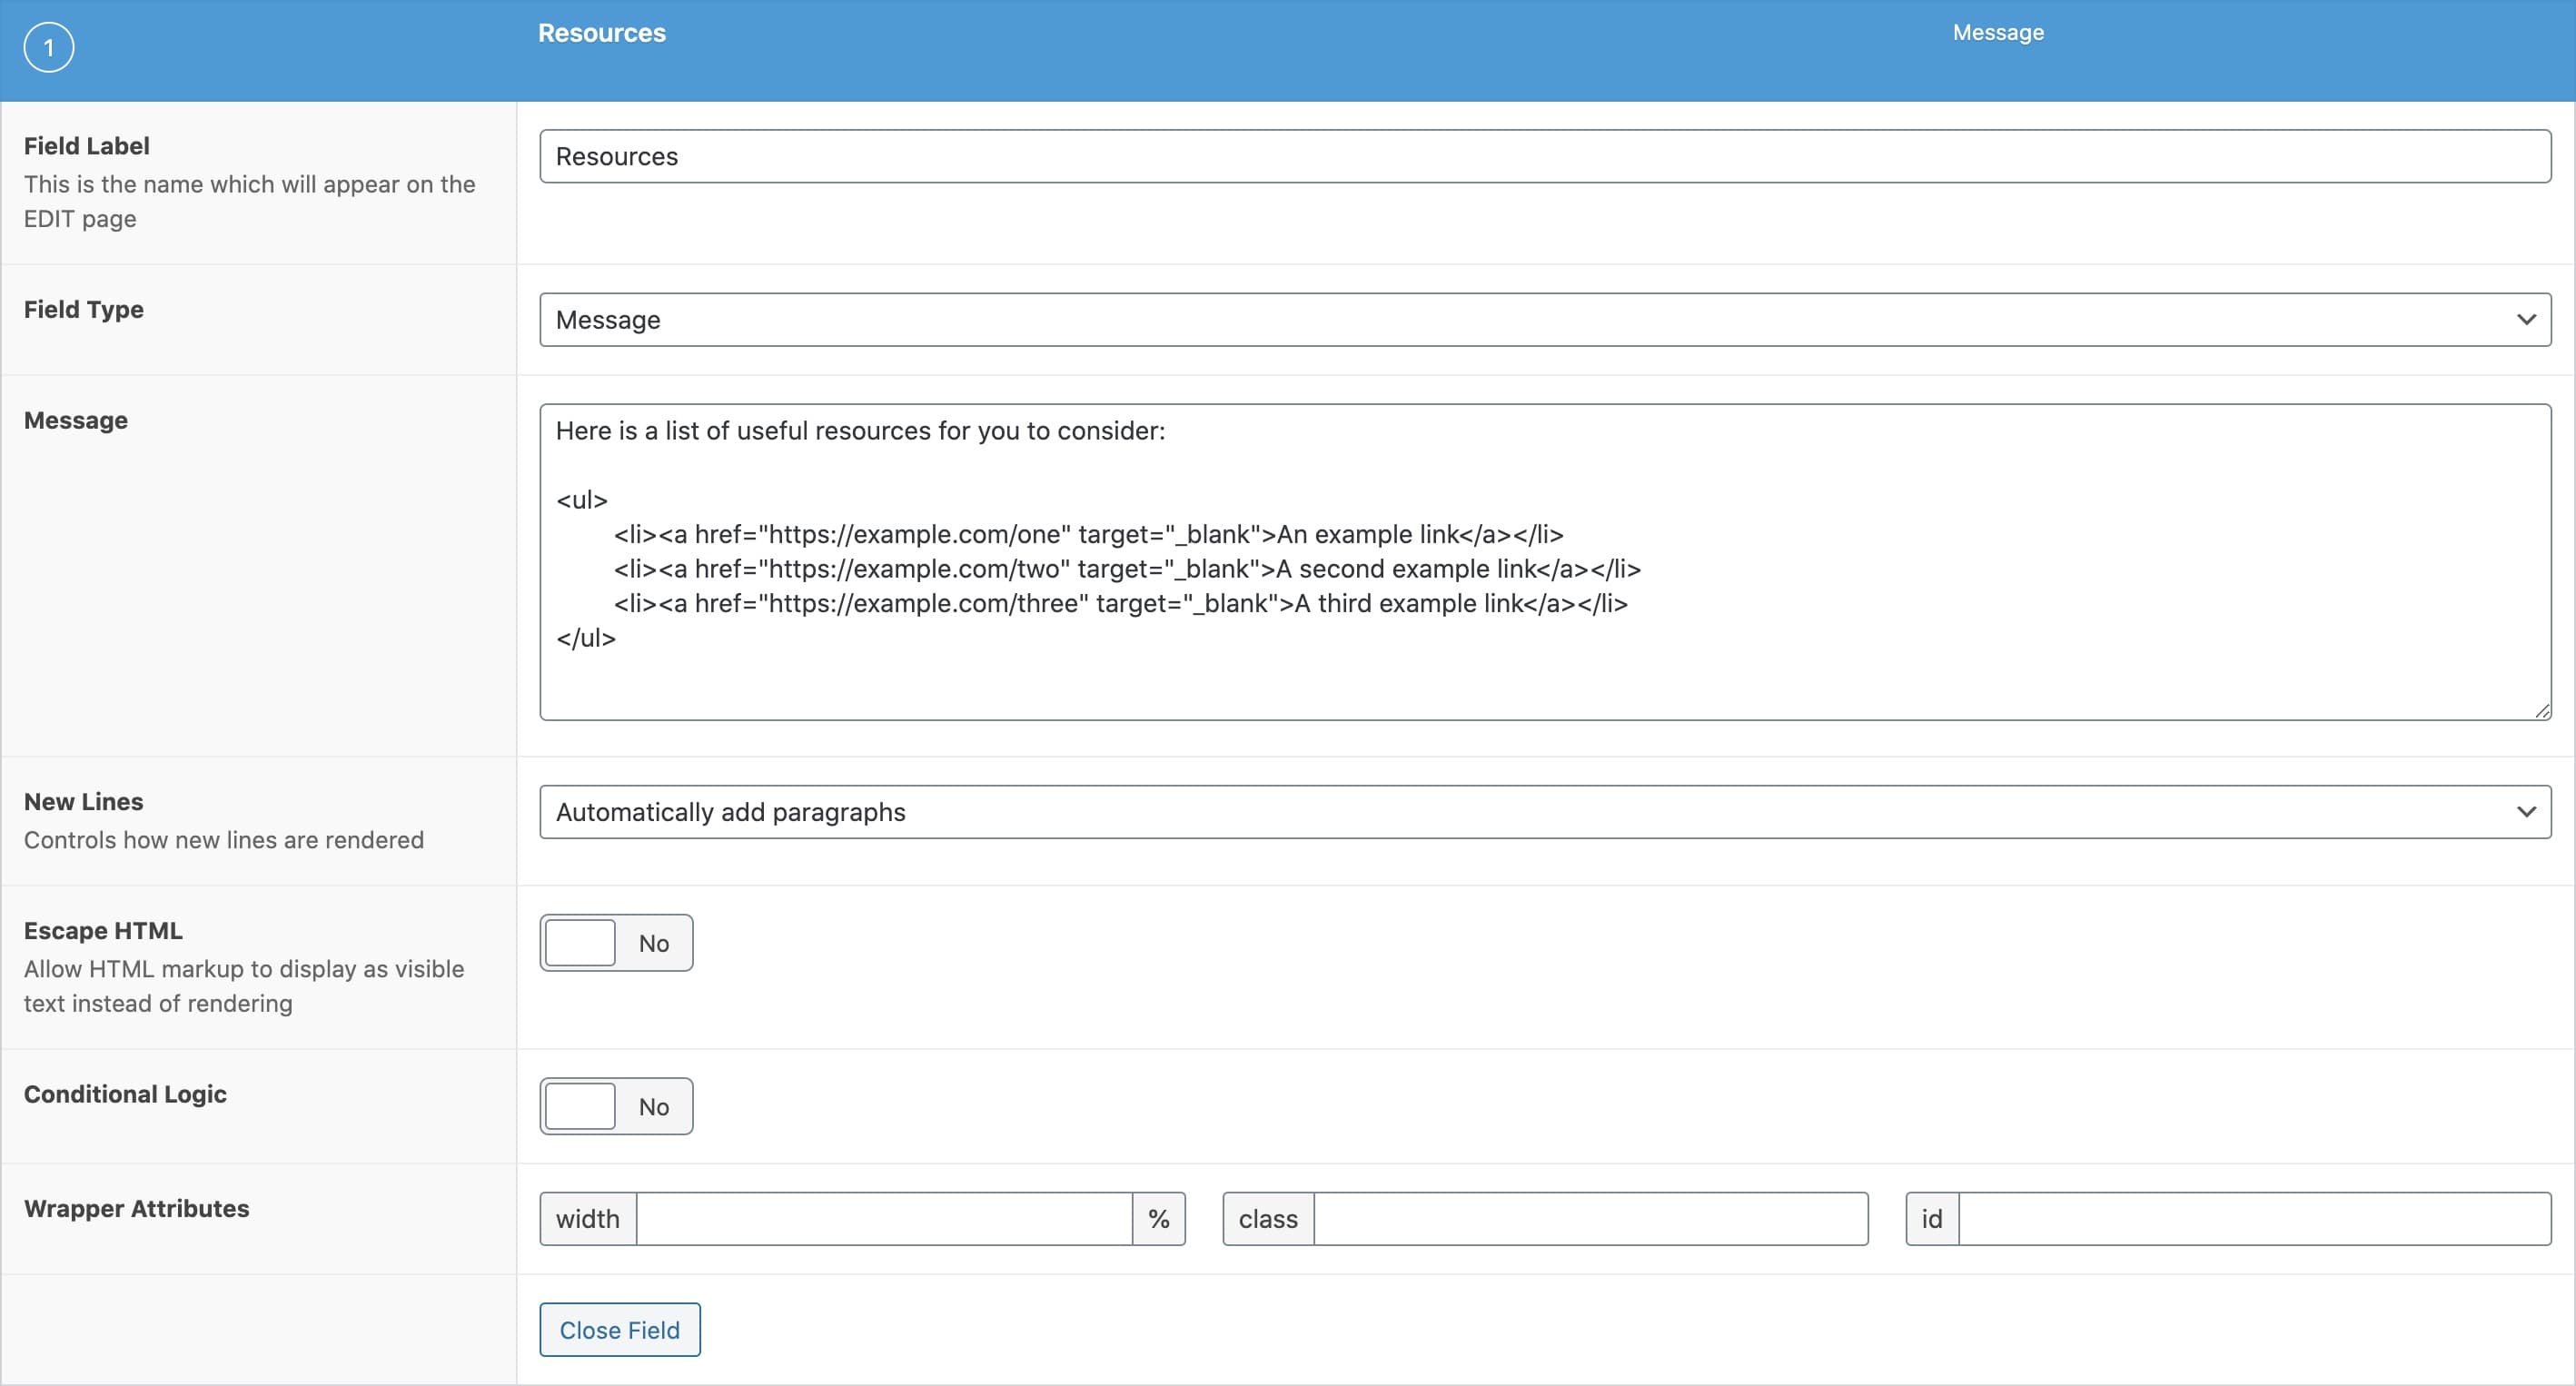 1 Resources Message
Field Label
This is the name which will appear on the
EDIT page
Resources
Field Type
Message
Message
Here is a list of useful resources for you to consider:
<ul>
<li><a href="https://example.com/one" target="_blank">An example link</a></li>
<li><a href="https://example.com/two" target="_blank">A second example link</a></li>
<li><a href="https://example.com/three" target="_blank">A third example link</a></li>
</ul>
New Lines
Controls how new lines are rendered
Automatically add paragraphs
Escape HTML
Allow HTML markup to display as visible
text instead of rendering
No
Conditional Logic
No
Wrapper Attributes
width % class id
Close Field